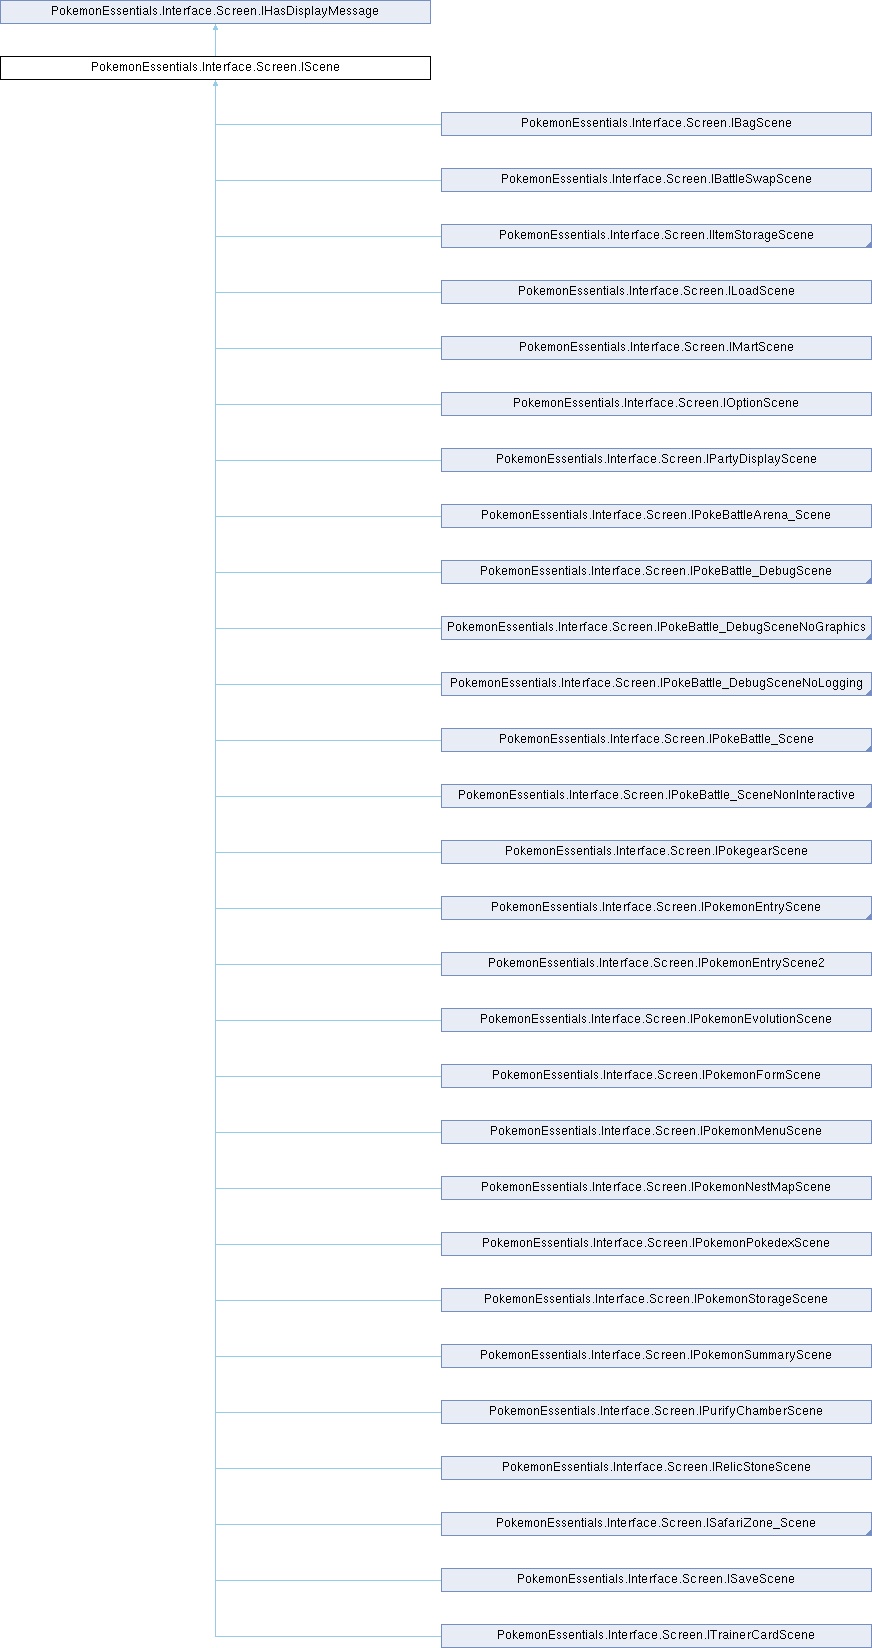 PokemonEssentials.Interface.Screen.IHasDisplayMessage
PokemonEssentials.Interface.Screen.IScene
PokemonEssentials.Interface.Screen.IBagScene
PokemonEssentials.Interface.Screen.IBattleSwapScene
PokemonEssentials.Interface.Screen.IItemStorageScene
PokemonEssentials.Interface.Screen.ILoadScene
PokemonEssentials.Interface.Screen.IMartScene
PokemonEssentials.Interface.Screen.IOptionScene
PokemonEssentials.Interface.Screen.IPartyDisplayScene
PokemonEssentials.Interface.Screen.IPokeBattleArena_Scene
PokemonEssentials.Interface.Screen.IPokeBattle_DebugScene
PokemonEssentials.Interface.Screen.IPokeBattle_DebugSceneNoGraphics
PokemonEssentials.Interface.Screen.IPokeBattle_DebugSceneNoLogging
PokemonEssentials.Interface.Screen.IPokeBattle_Scene
PokemonEssentials.Interface.Screen.IPokeBattle_SceneNonInteractive
PokemonEssentials.Interface.Screen.IPokegearScene
PokemonEssentials.Interface.Screen.IPokemonEntryScene
PokemonEssentials.Interface.Screen.IPokemonEntryScene2
PokemonEssentials.Interface.Screen.IPokemonEvolutionScene
PokemonEssentials.Interface.Screen.IPokemonFormScene
PokemonEssentials.Interface.Screen.IPokemonMenuScene
PokemonEssentials.Interface.Screen.IPokemonNestMapScene
PokemonEssentials.Interface.Screen.IPokemonPokedexScene
PokemonEssentials.Interface.Screen.IPokemonStorageScene
PokemonEssentials.Interface.Screen.IPokemonSummaryScene
PokemonEssentials.Interface.Screen.IPurifyChamberScene
PokemonEssentials.Interface.Screen.IRelicStoneScene
PokemonEssentials.Interface.Screen.ISafariZone_Scene
PokemonEssentials.Interface.Screen.ISaveScene
PokemonEssentials.Interface.Screen.ITrainerCardScene